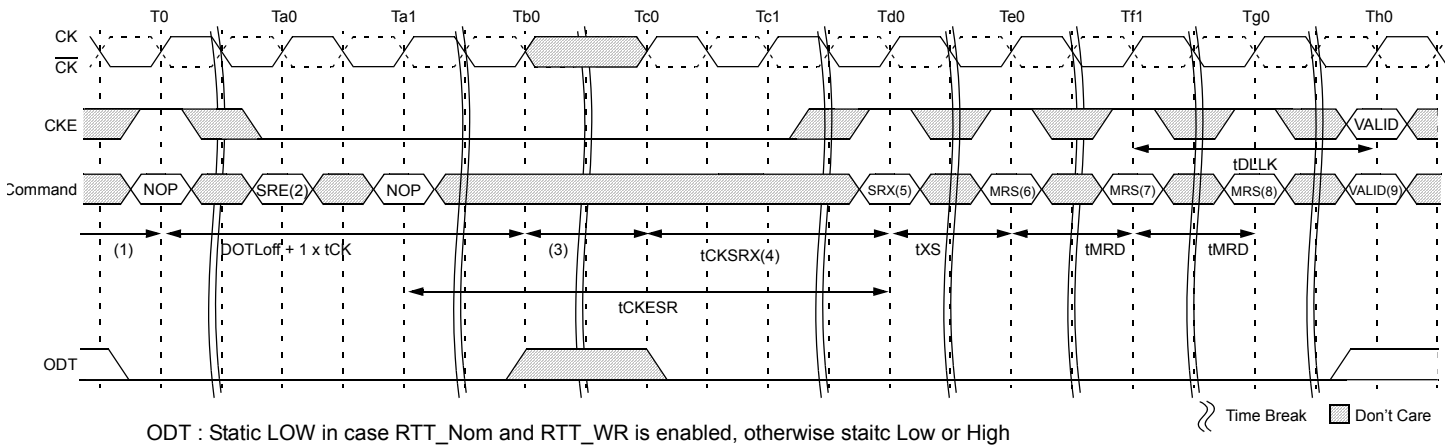 T0 Ta0 Ta1 Tb0 Tc0 Tc1 Td0 Te0 Tf1 Tg0 Th0
CK
CK
CKE
VALID
tDLLK
Command
NOP SRE(2) NOP SRX(5) MRS(6) MRS(7) MRS(8) VALID(9)
(1) DOTLoff + 1 x tCK (3) tCKSRX(4) tXS tMRD tMRD
tCKESR
ODT
Time Break Don't Care
ODT : Static LOW in case RTT_Nom and RTT_WR is enabled, otherwise staitc Low or High